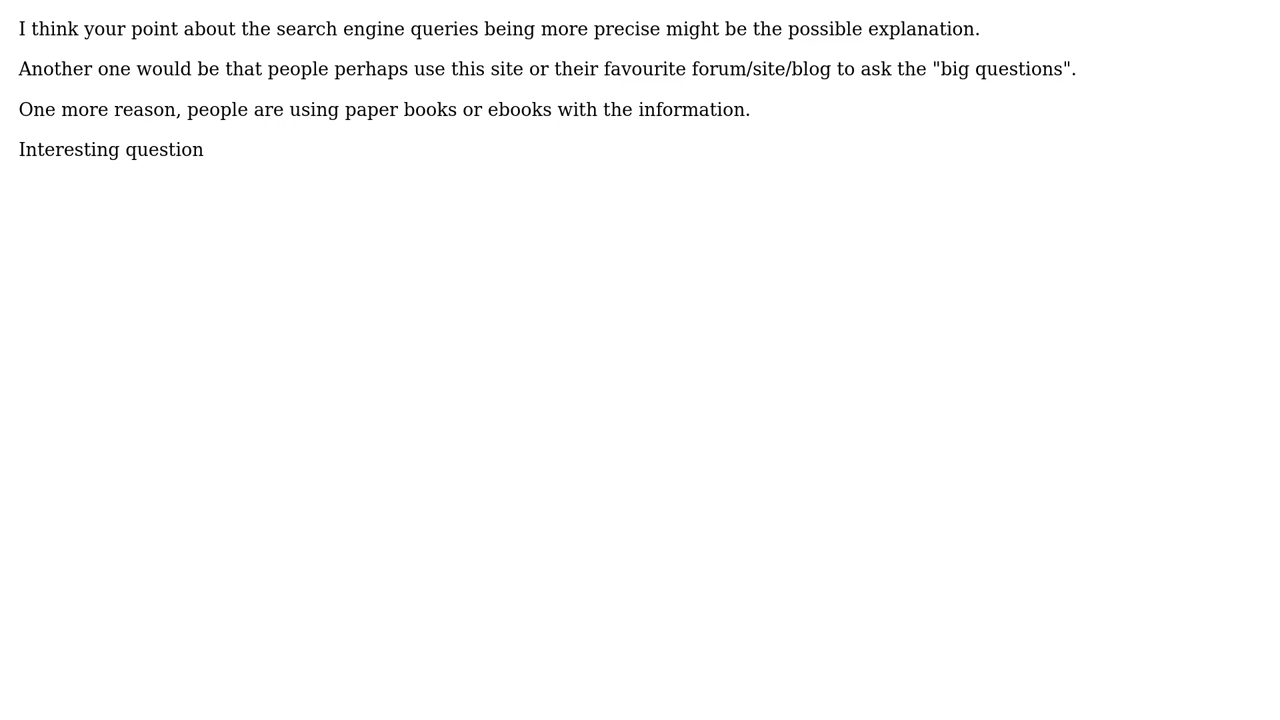 I think your point about the search engine queries being more precise might be the possible explanation.
Another one would be that people perhaps use this site or their favourite forum/site/blog to ask the "big questions".
One more reason, people are using paper books or ebooks with the information.
Interesting question